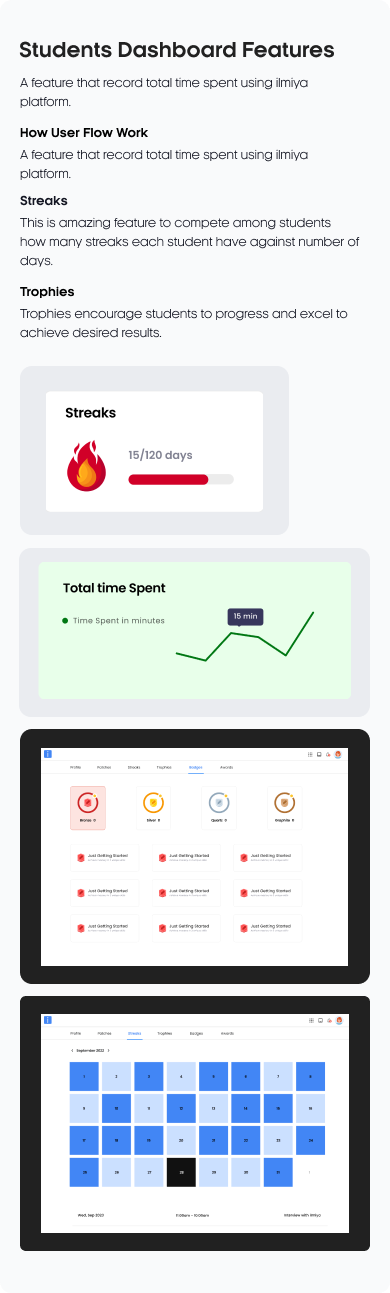 Students Dashboard Features
A feature that record total time spent using ilmiya
platform.
How User Flow Work
A feature that record total time spent using ilmiya
platform.
Streaks
This is amazing feature to compete among students
how many streaks each student have against number of
days.
Trophies
Trophies encourage students to progress and excel to
achieve desired results.
Streaks
15/120 days
Total time Spent
15 min
Time Spent in minutes
Profile Patches Streaks Trophies Badges Awards
Bronze 0 Silver 0 Quartz 0 Graphite 0
Just Getting Started Just Getting Started Just Getting Started
Just Getting Started Just Getting Started Just Getting Started
Just Getting Started Just Getting Started Just Getting Started
Profile Patches Streaks Trophies Badges Awards
September 2023
1 2 3 4 5 6 7 8
8 10 9 12 13 14 15 16
17 18 19 20 21 22 23 24
25 26 27 28 29 30 31 1
Wed, Sep 2023 Interview with ilmiya